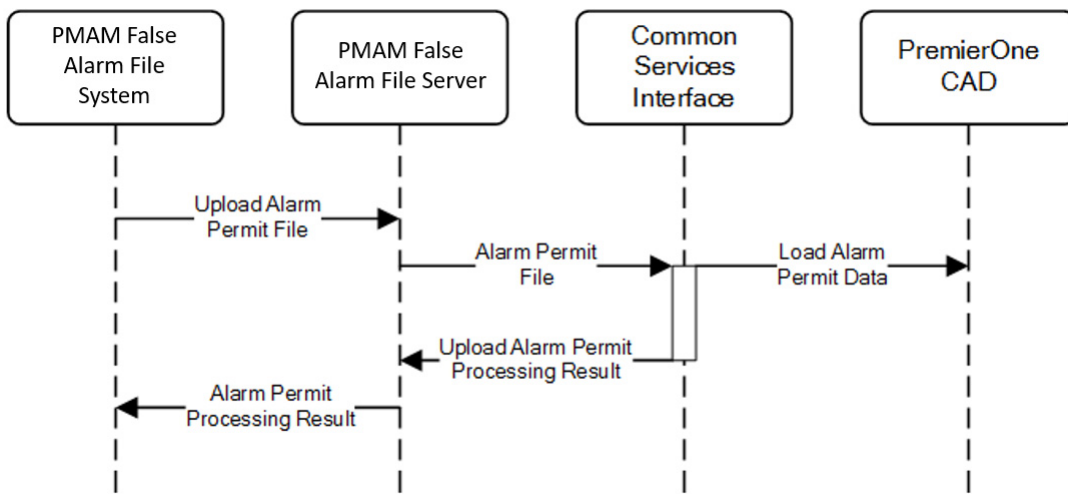 PMAM False
Alarm File
System
PMAM False
Alarm File Server
Common
Services
Interface
PremierOne
CAD
Upload Alarm
Permit File
Alarm Permit
File
Load Alarm
Permit Data
Upload Alarm Permit
Processing Result
Alarm Permit
Processing Result